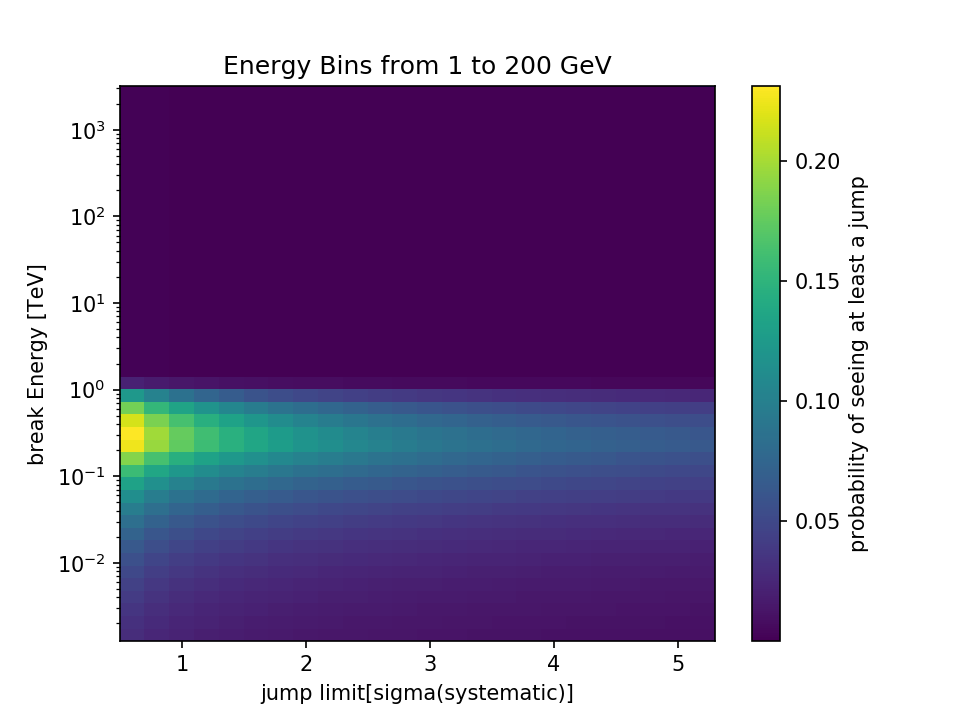 Energy Bins from 1 to 200 GeV
break Energy [TeV]
10³
10²
10¹
10⁰
10⁻¹
10⁻²
1 2 3 4 5
jump limit[sigma(systematic)]
0.20
0.15
0.10
0.05
probability of seeing at least a jump